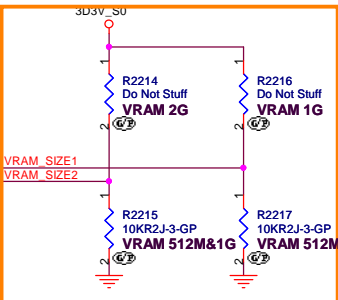 3D3V_S0
1
1
R2214
Do Not Stuff
VRAM 2G
2
G/P
R2216
Do Not Stuff
VRAM 1G
2
G/P
VRAM_SIZE1
VRAM_SIZE2
1
1
R2215
10KR2J-3-GP
VRAM 512M&1G
2
G/P
R2217
10KR2J-3-GP
VRAM 512M
2
G/P